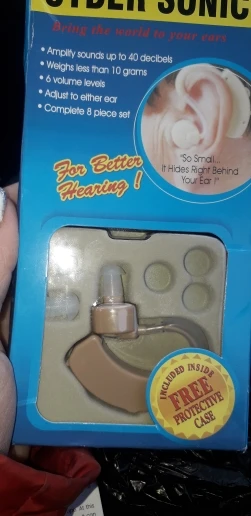 CYBER SONIC
Bring the world to your ears
• Amplify sounds up to 40 decibels
• Weighs less than 10 grams
• 6 volume levels
• Adjust to either ear
• Complete 8 piece set
"So Small...
It Hides Right Behind
Your Ear !"
For Better
Hearing !
INCLUDED INSIDE
FREE
PROTECTIVE
CASE
At the